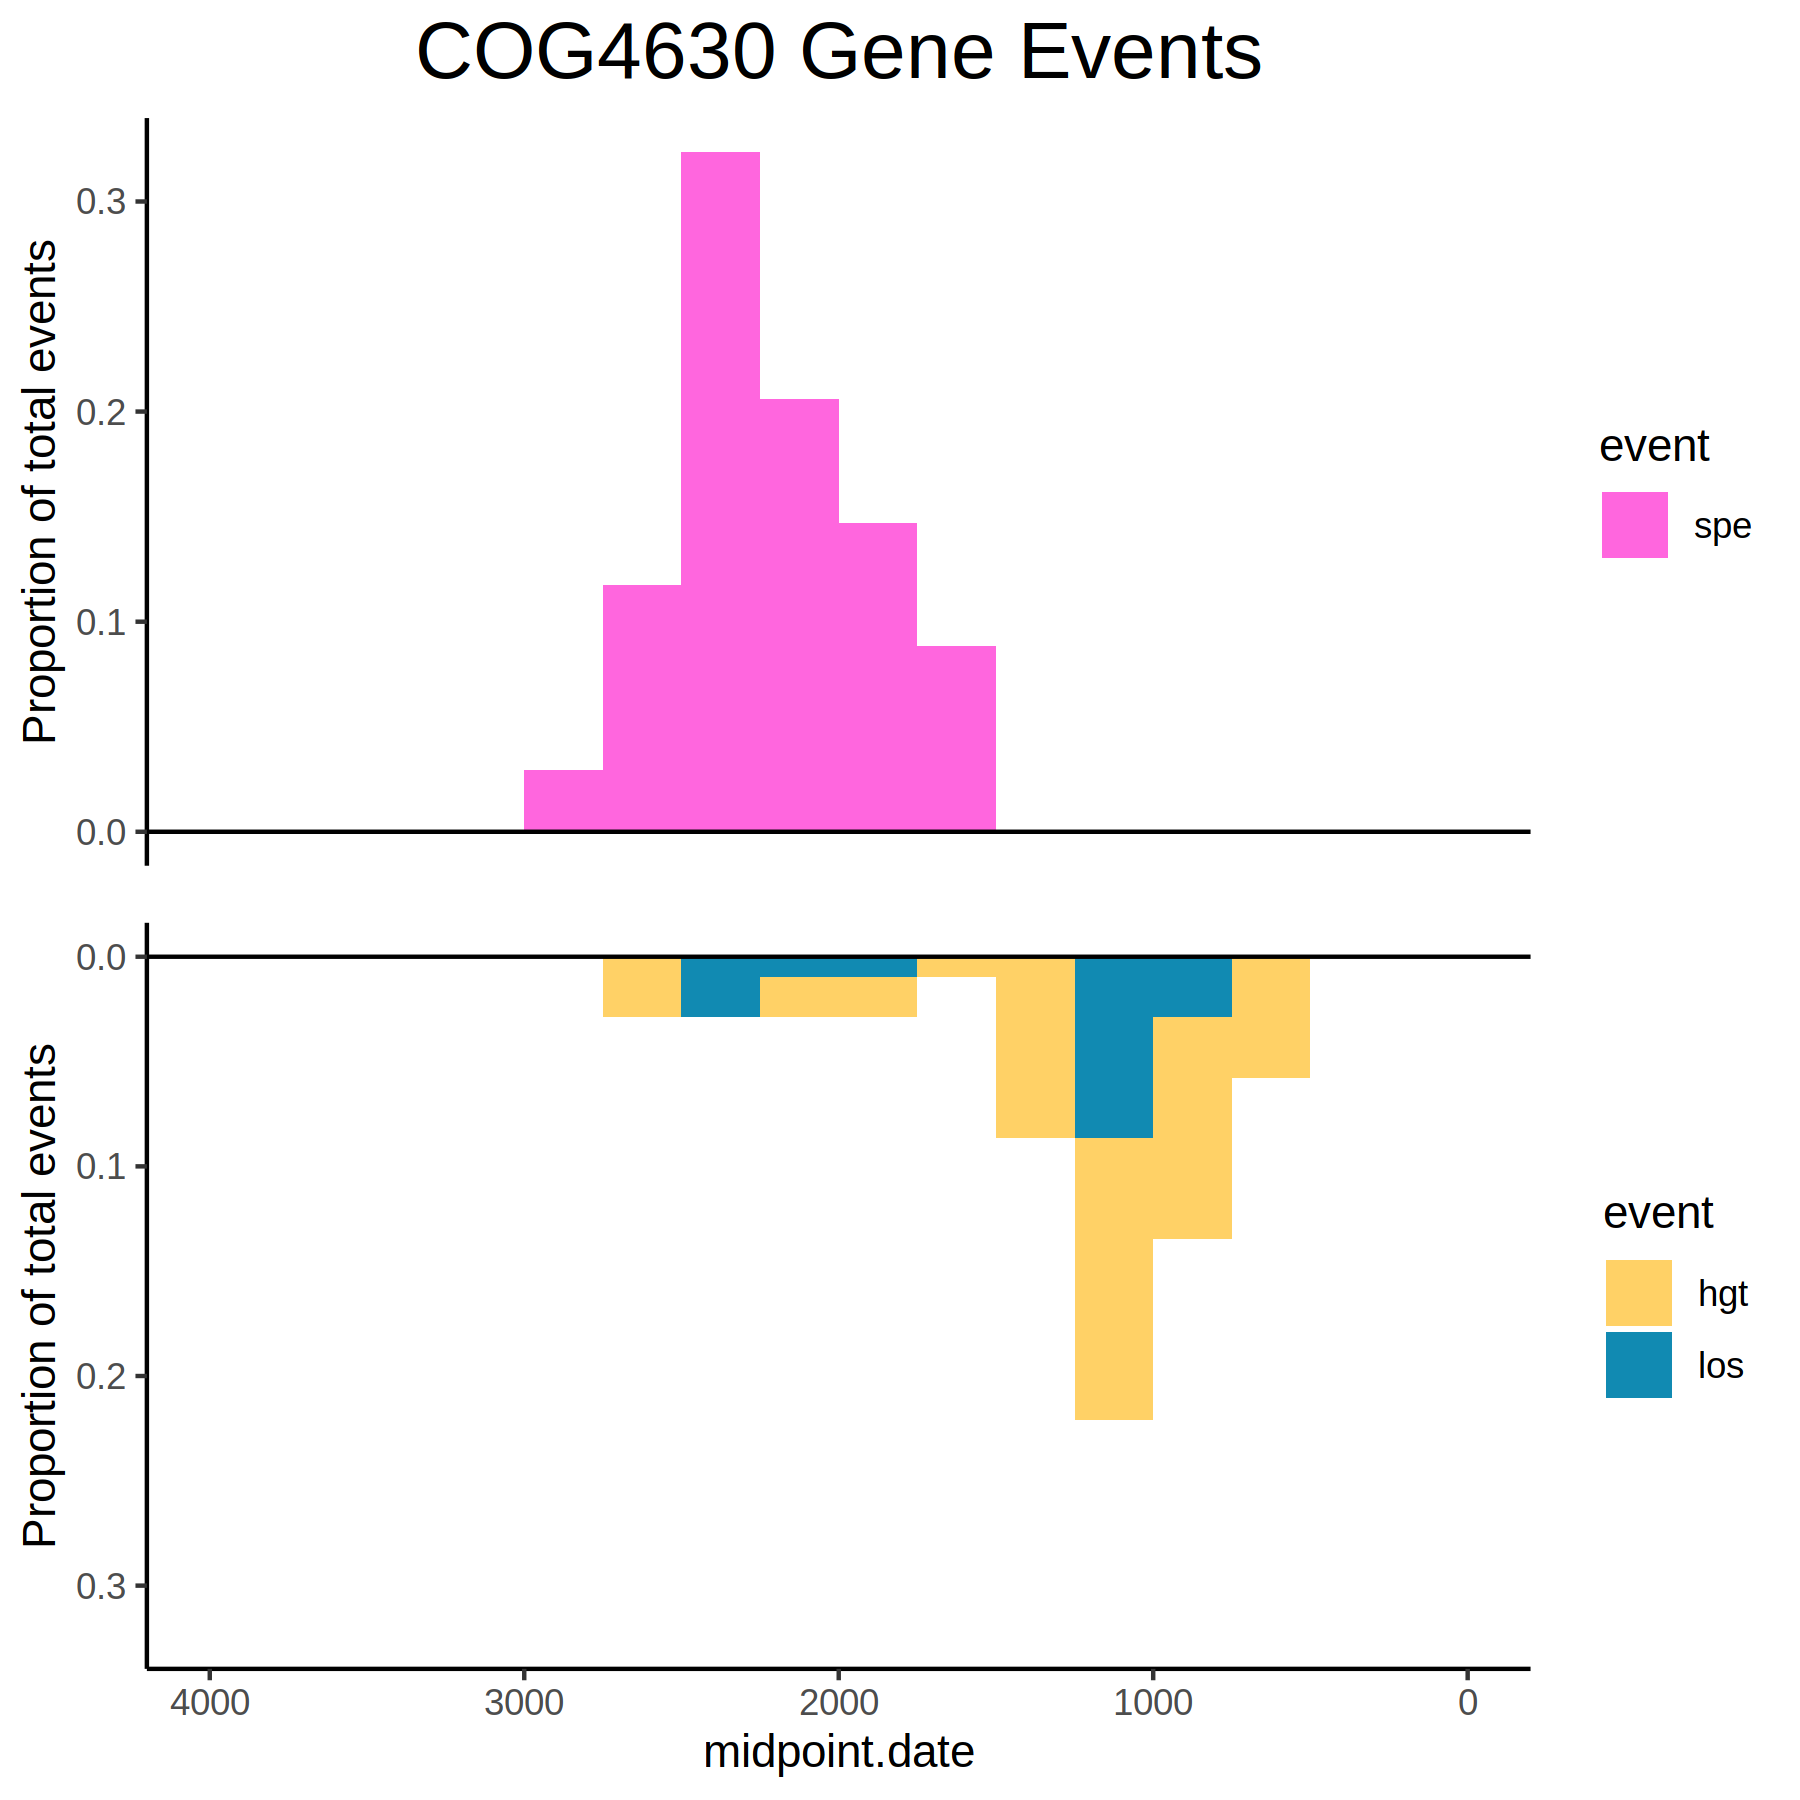 COG4630 Gene Events
Proportion of total events
0.3
0.2
0.1
0.0
event
spe
Proportion of total events
0.0
0.1
0.2
0.3
event
hgt
los
4000 3000 2000 1000 0
midpoint.date